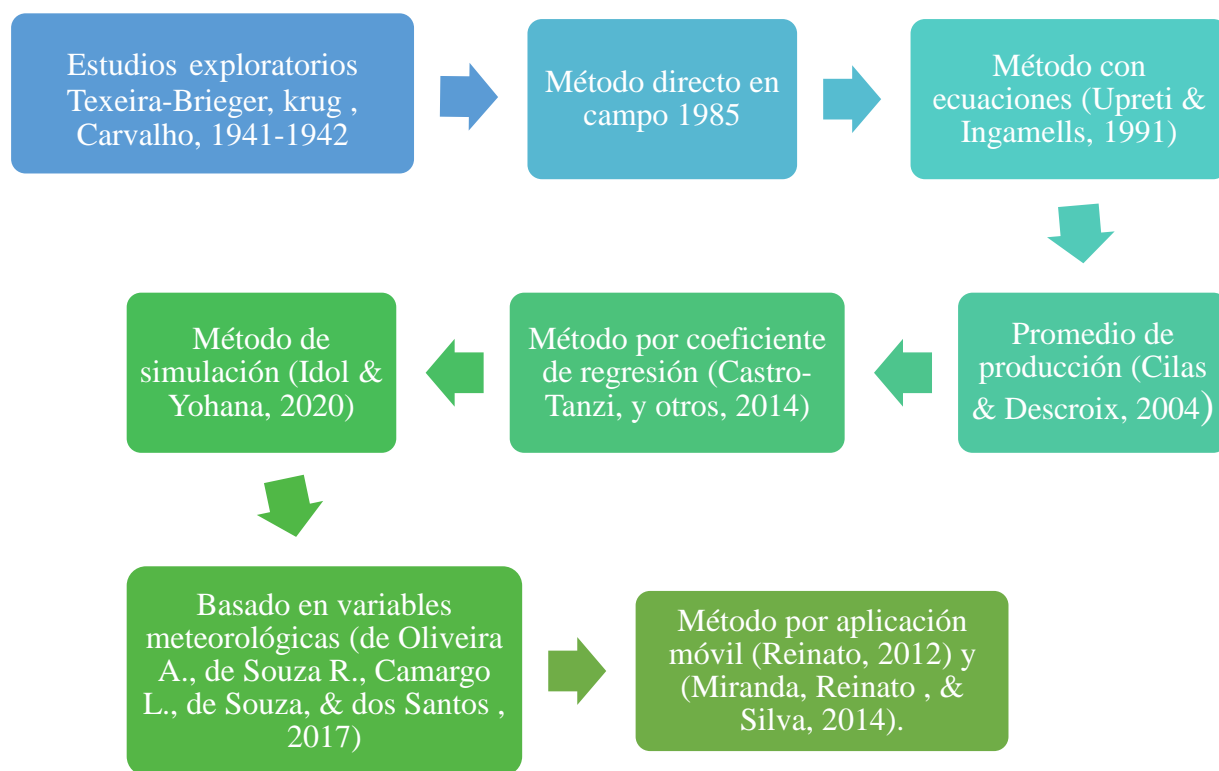 Estudios exploratorios
Texeira-Brieger, krug ,
Carvalho, 1941-1942
Método directo en
campo 1985
Método con
ecuaciones (Upreti &
Ingamells, 1991)
Promedio de
producción (Cilas
& Descroix, 2004)
Método por coeficiente
de regresión (Castro-
Tanzi, y otros, 2014)
Método de
simulación (Idol &
Yohana, 2020)
Basado en variables
meteorológicas (de Oliveira
A., de Souza R., Camargo
L., de Souza, & dos Santos ,
2017)
Método por aplicación
móvil (Reinato, 2012) y
(Miranda, Reinato , &
Silva, 2014).